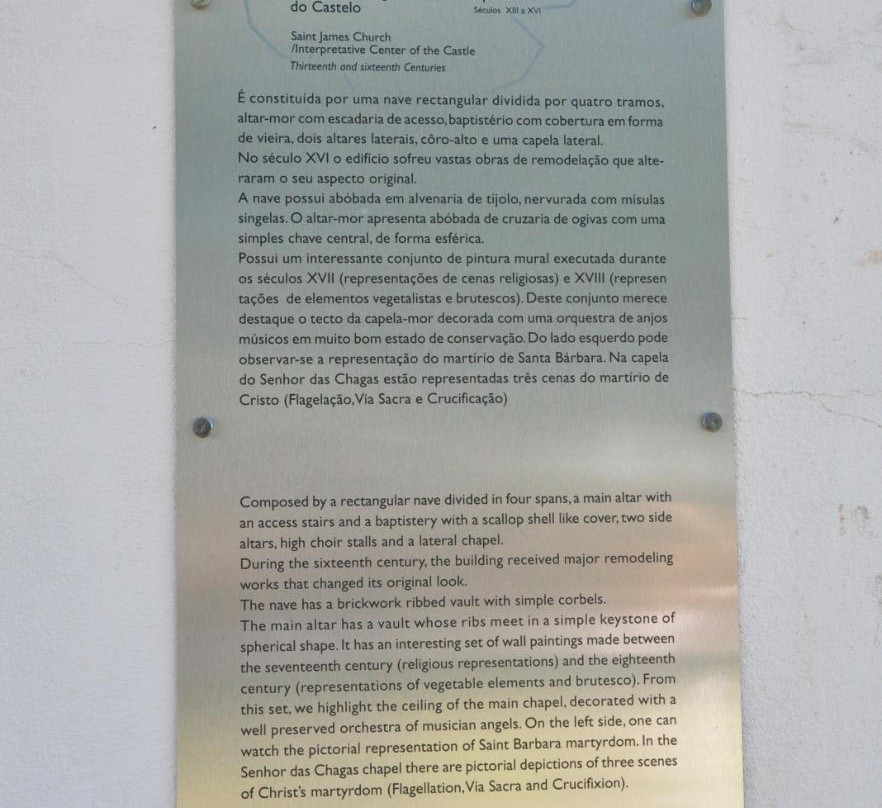 do Castelo
Séculos XIII a XVI
Saint James Church
/Interpretative Center of the Castle
Thirteenth and sixteenth Centuries
É constituída por uma nave rectangular dividida por quatro tramos,
altar-mor com escadaria de acesso, baptistério com cobertura em forma
de vieira, dois altares laterais, côro-alto e uma capela lateral.
No século XVI o edifício sofreu vastas obras de remodelação que alte-
raram o seu aspecto original.
A nave possui abóbada em alvenaria de tijolo, nervurada com mísulas
singelas. O altar-mor apresenta abóbada de cruzaria de ogivas com uma
simples chave central, de forma esférica.
Possui um interessante conjunto de pintura mural executada durante
os séculos XVII (representações de cenas religiosas) e XVIII (represen
tações de elementos vegetalistas e brutescos). Deste conjunto merece
destaque o tecto da capela-mor decorada com uma orquestra de anjos
músicos em muito bom estado de conservação. Do lado esquerdo pode
observar-se a representação do martírio de Santa Bárbara. Na capela
do Senhor das Chagas estão representadas três cenas do martírio de
Cristo (Flagelação, Via Sacra e Crucificação)
Composed by a rectangular nave divided in four spans, a main altar with
an access stairs and a baptistery with a scallop shell like cover, two side
altars, high choir stalls and a lateral chapel.
During the sixteenth century, the building received major remodeling
works that changed its original look.
The nave has a brickwork ribbed vault with simple corbels.
The main altar has a vault whose ribs meet in a simple keystone of
spherical shape. It has an interesting set of wall paintings made between
the seventeenth century (religious representations) and the eighteenth
century (representations of vegetable elements and brutesco). From
this set, we highlight the ceiling of the main chapel, decorated with a
well preserved orchestra of musician angels. On the left side, one can
watch the pictorial representation of Saint Barbara martyrdom. In the
Senhor das Chagas chapel there are pictorial depictions of three scenes
of Christ's martyrdom (Flagellation, Via Sacra and Crucifixion).